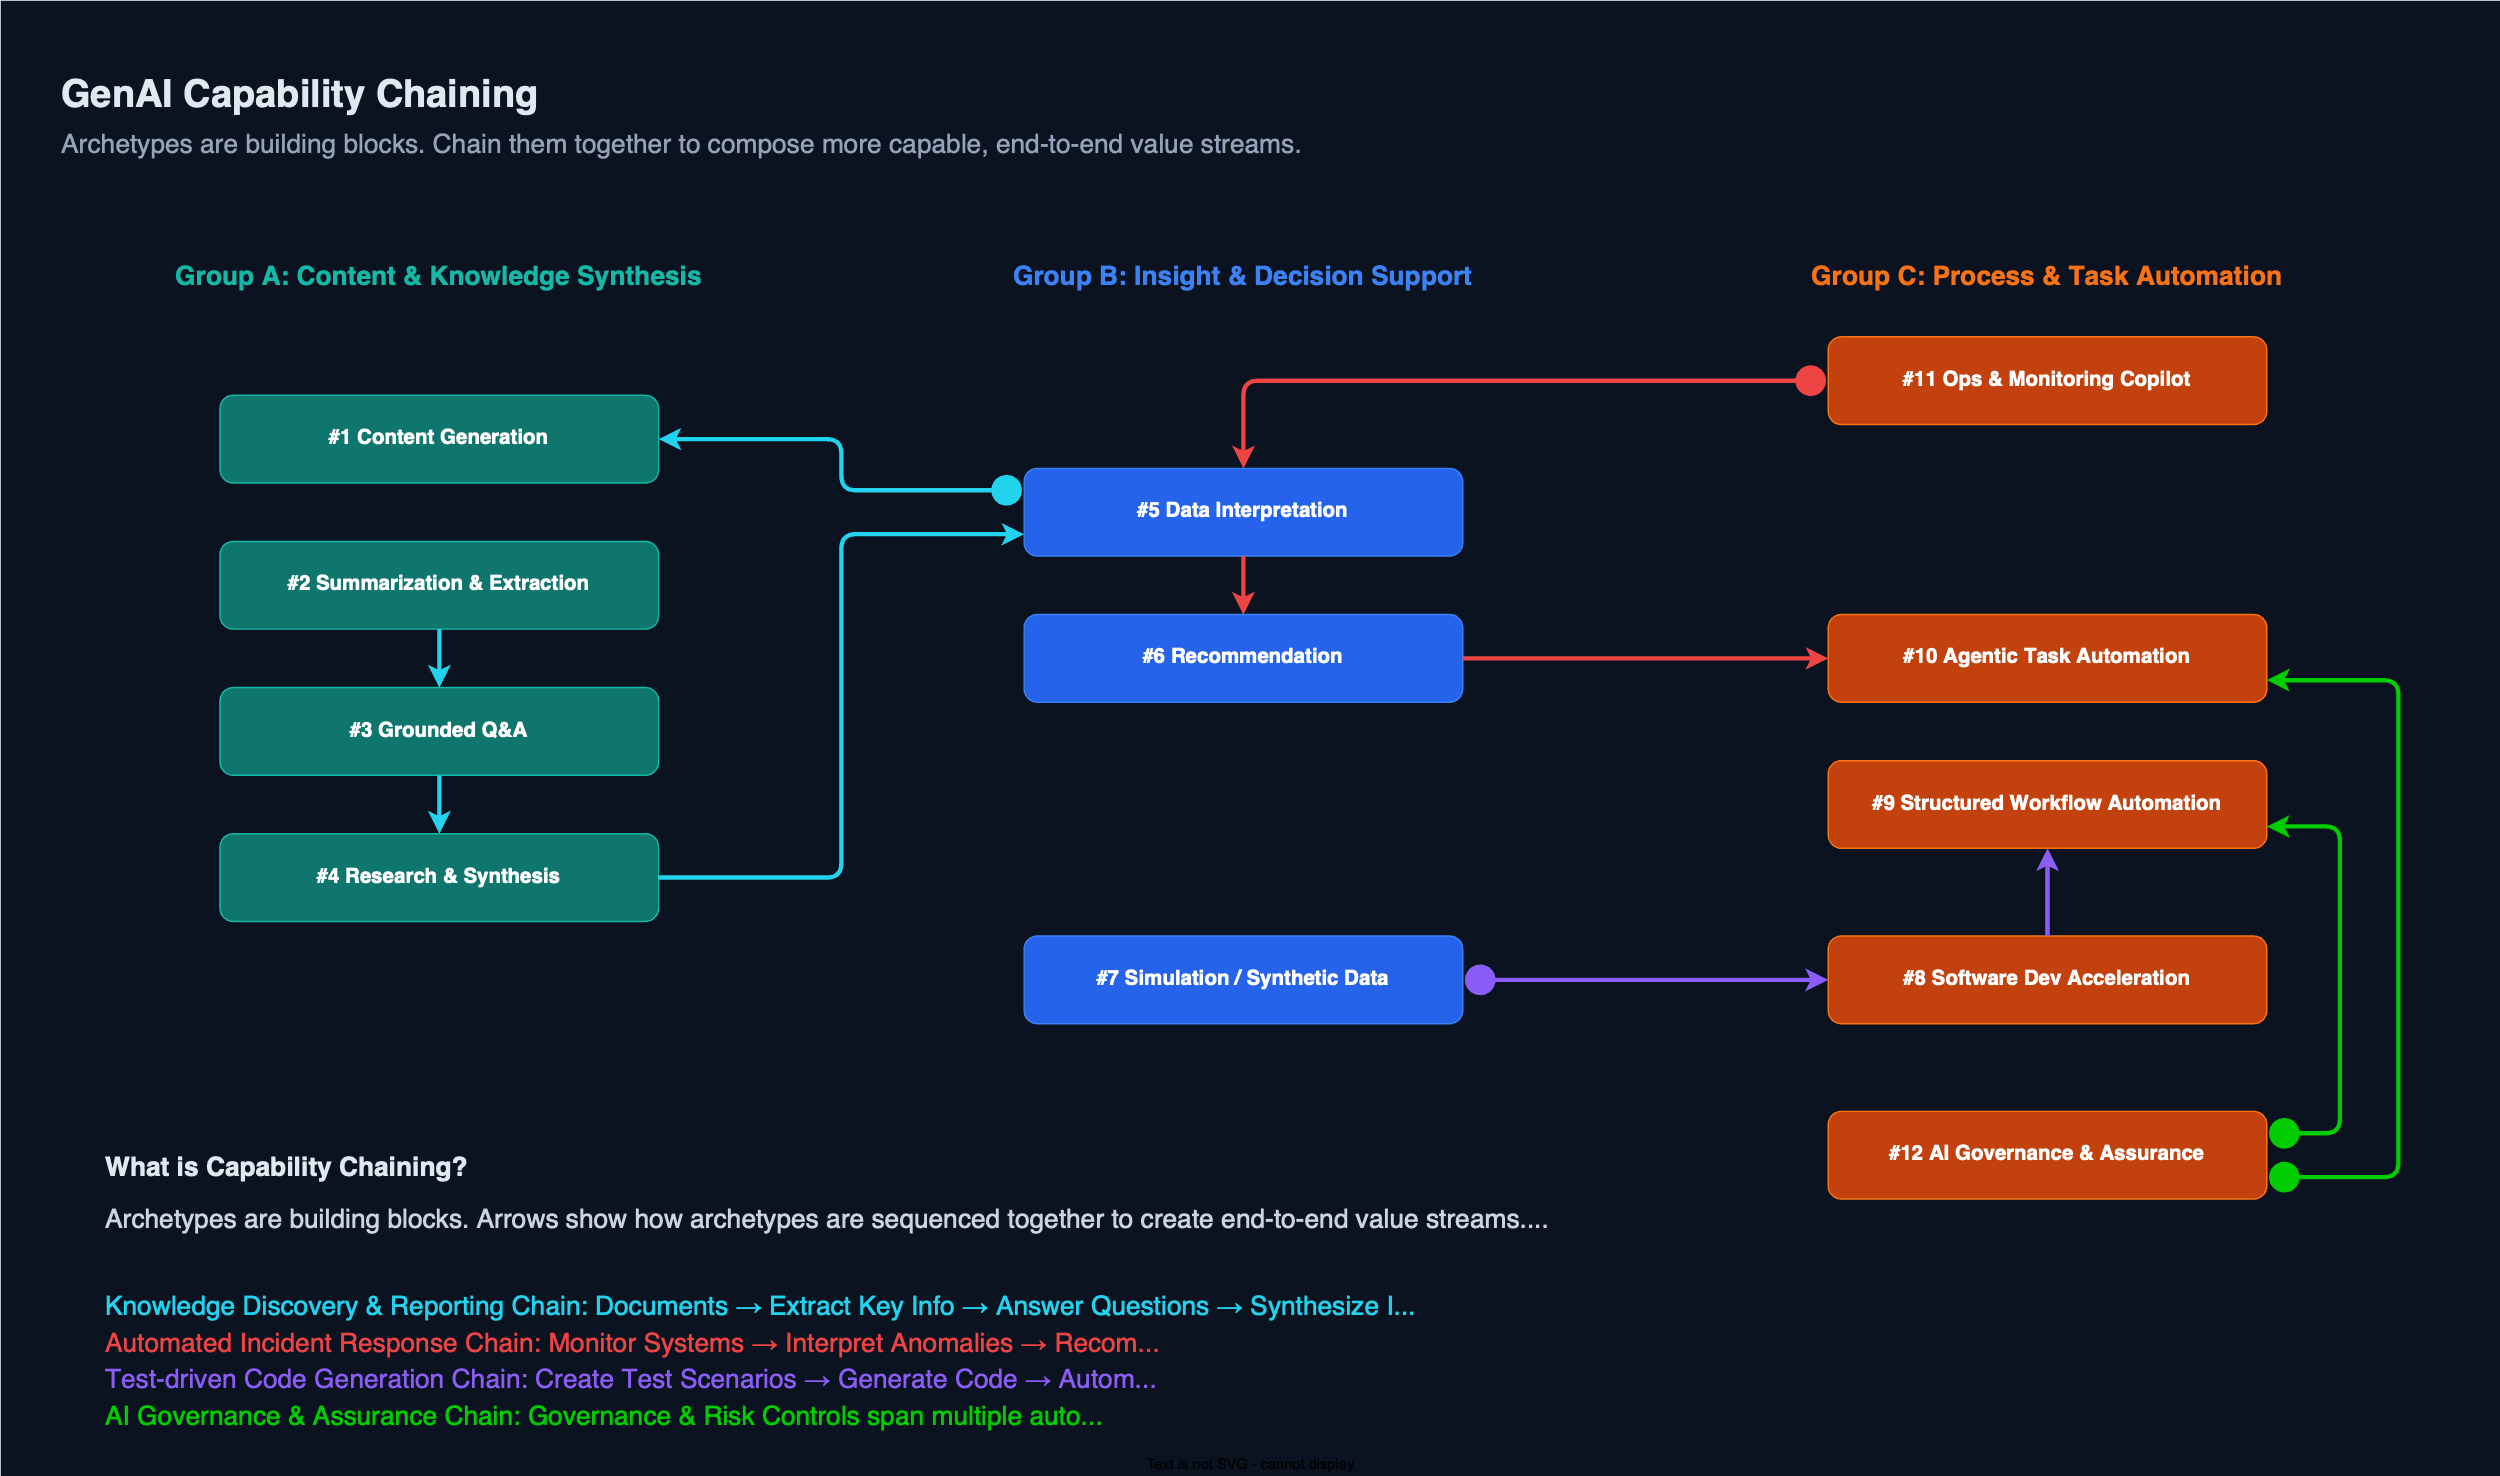 GenAI Capability Chaining
Archetypes are building blocks. Chain them together to compose more capable, end-to-end value streams.
Group A: Content & Knowledge Synthesis
Group B: Insight & Decision Support
Group C: Process & Task Automation
#11 Ops & Monitoring Copilot
#1 Content Generation
#5 Data Interpretation
#2 Summarization & Extraction
#6 Recommendation
#10 Agentic Task Automation
#3 Grounded Q&A
#9 Structured Workflow Automation
#4 Research & Synthesis
#7 Simulation / Synthetic Data
#8 Software Dev Acceleration
#12 AI Governance & Assurance
What is Capability Chaining?
Archetypes are building blocks. Arrows show how archetypes are sequenced together to create end-to-end value streams....
Knowledge Discovery & Reporting Chain: Documents → Extract Key Info → Answer Questions → Synthesize I...
Automated Incident Response Chain: Monitor Systems → Interpret Anomalies → Recom...
Test-driven Code Generation Chain: Create Test Scenarios → Generate Code → Autom...
AI Governance & Assurance Chain: Governance & Risk Controls span multiple auto...
Text is not SVG - cannot display